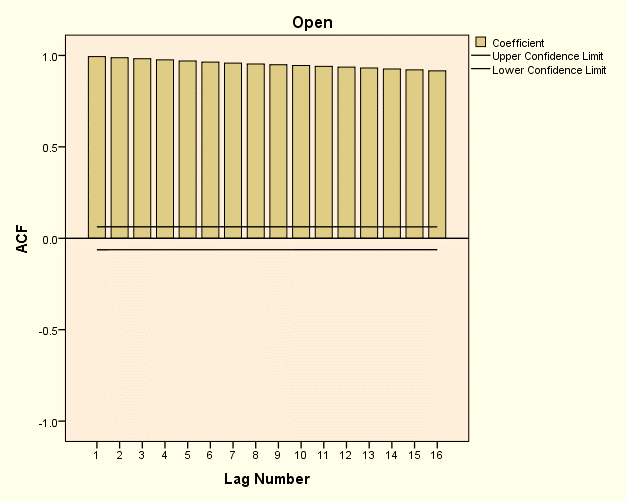 Open
Coefficient
Upper Confidence Limit
Lower Confidence Limit
ACF
1.0
0.5
0.0
-0.5
-1.0
1 2 3 4 5 6 7 8 9 10 11 12 13 14 15 16
Lag Number